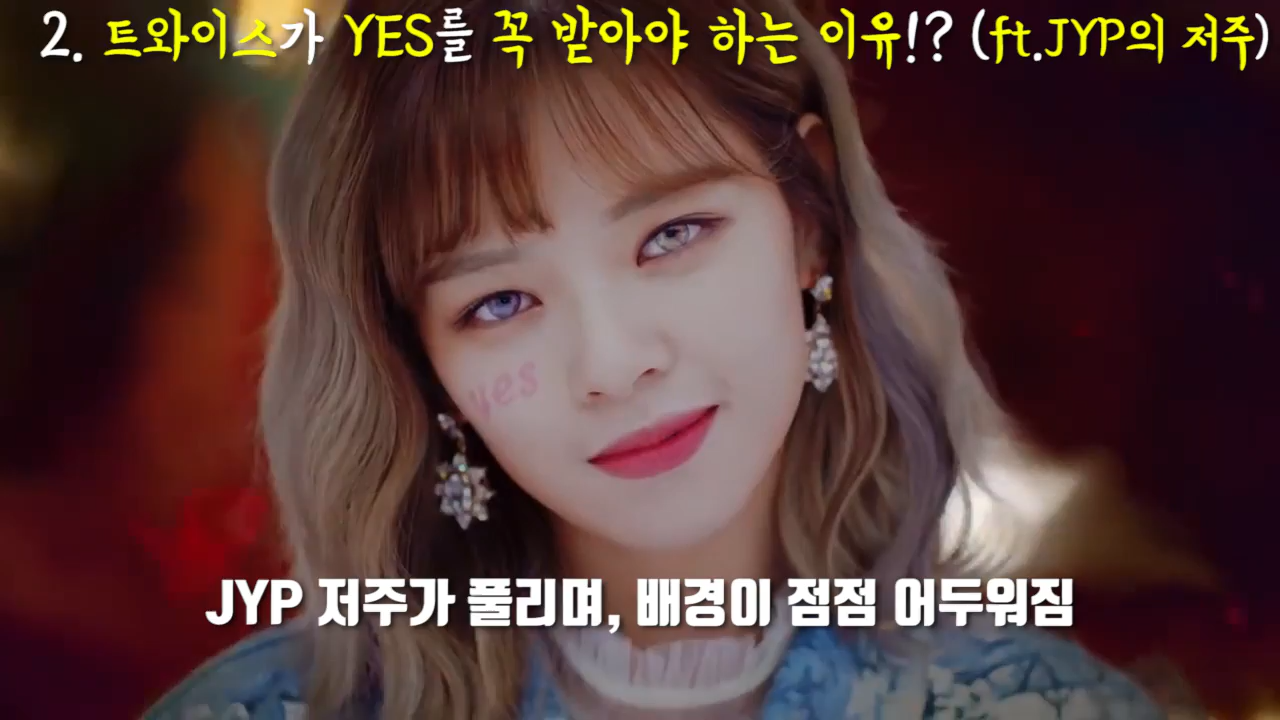 2. 트와이스가 YES를 꼭 받아야 하는 이유!? (ft.JYP의 저주)
yes
JYP 저주가 풀리며, 배경이 점점 어두워짐